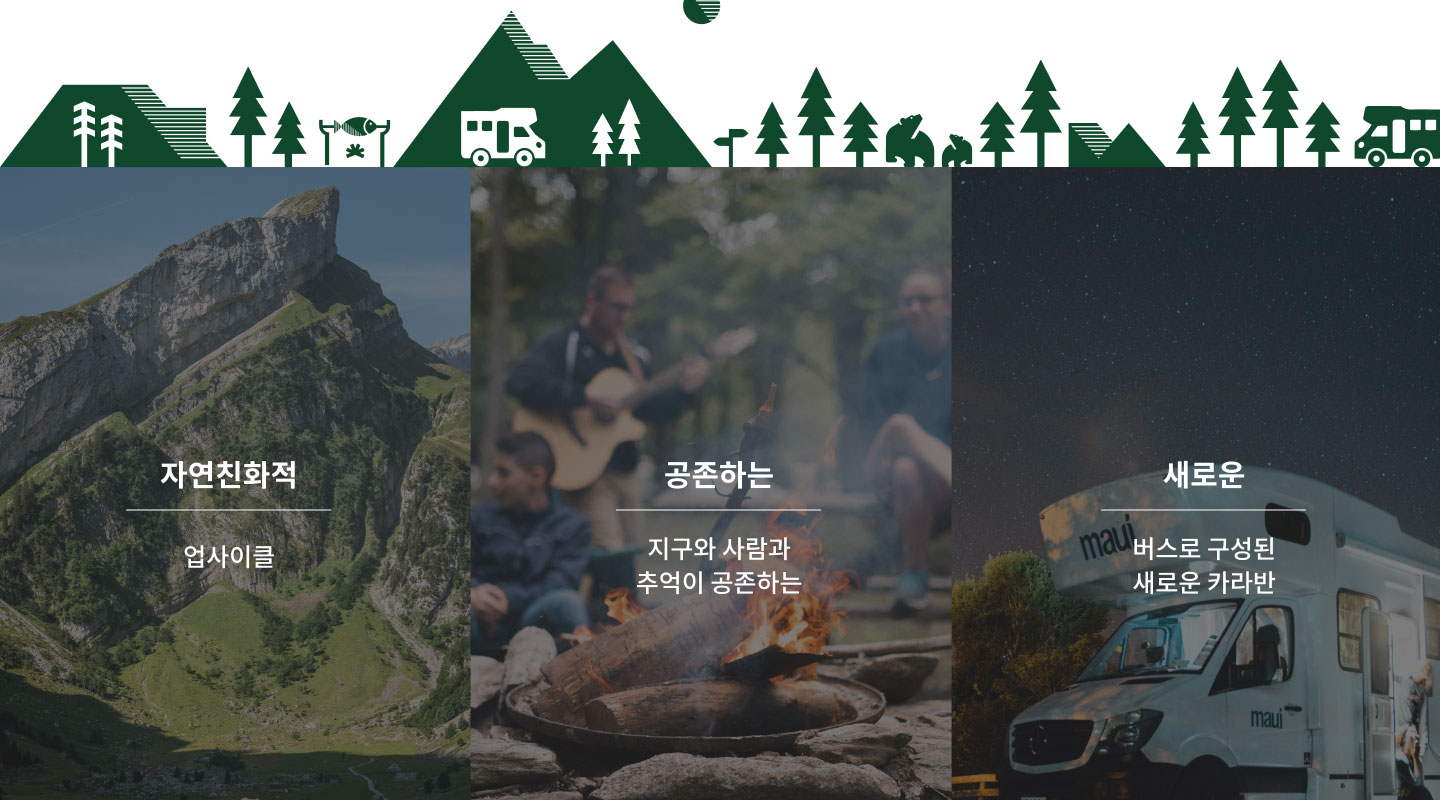 자연친화적
업사이클
공존하는
지구와 사람과
추억이 공존하는
새로운
버스로 구성된
새로운 카라반
maui
maui